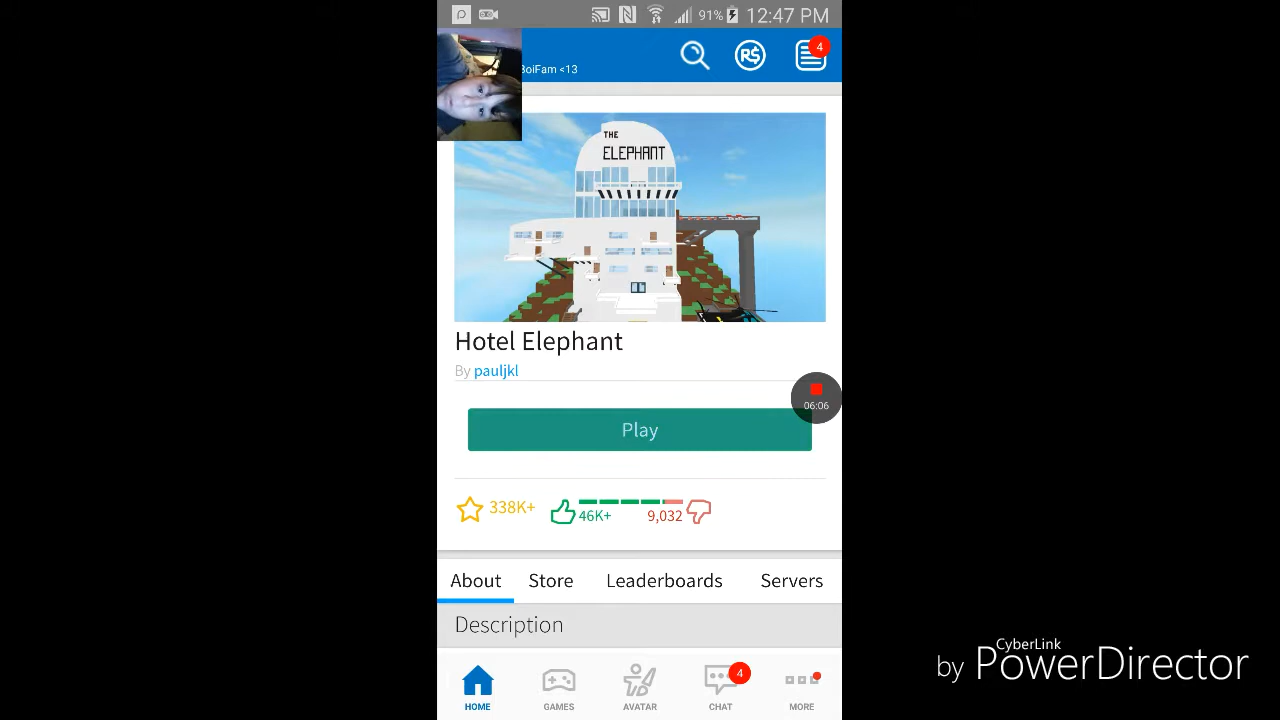 91% 12:47 PM
4
BoiFam <13
THE
ELEPHANT
Hotel Elephant
By pauljkl
06:06
Play
338K+ 46K+ 9,032
About Store Leaderboards Servers
Description
4
HOME GAMES AVATAR CHAT MORE
by CyberLink PowerDirector